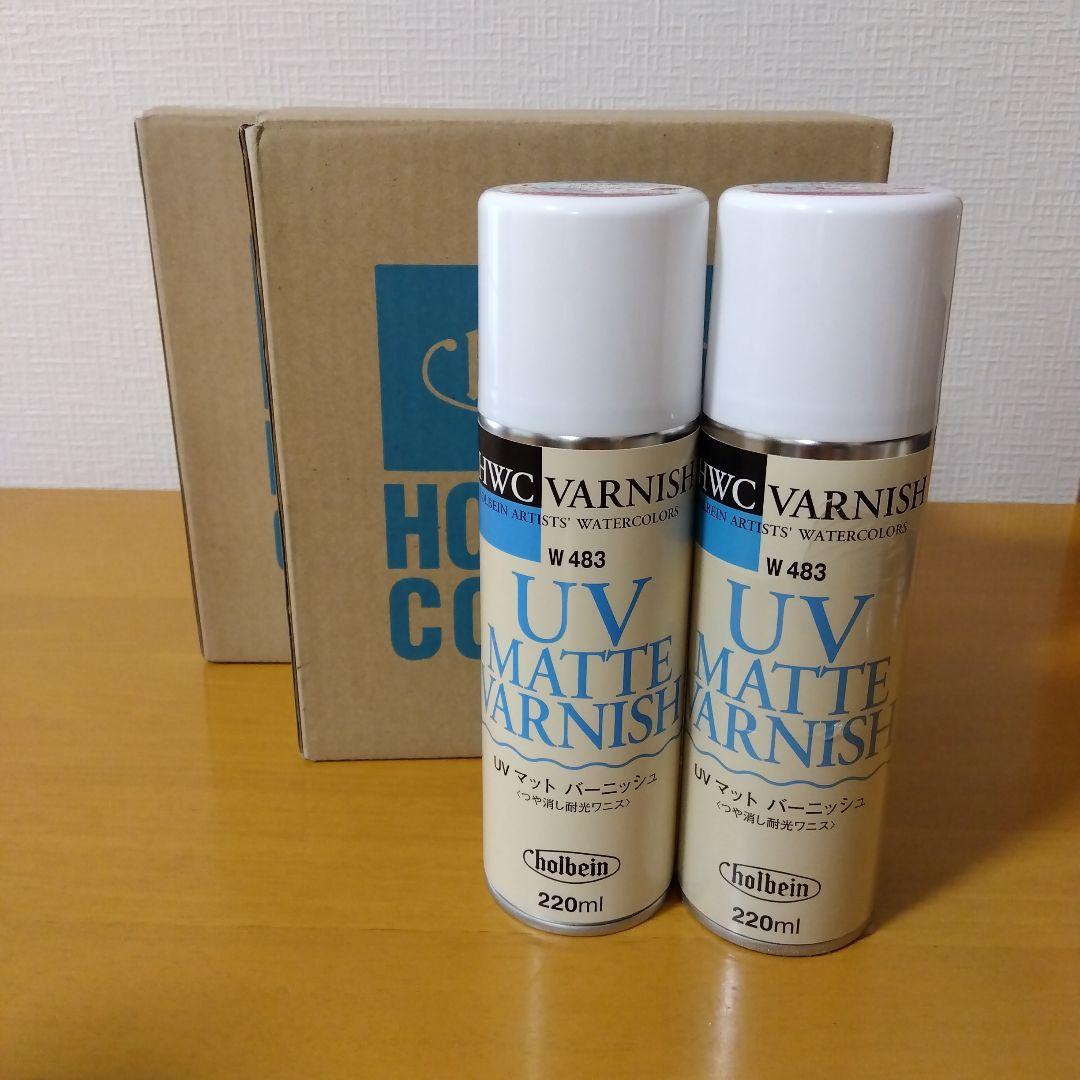 HO
CO
HWC VARNISH
HOLBEIN ARTISTS' WATERCOLORS
W 483
UV
MATTE
VARNISH
UV マット バーニッシュ
〈つや消し耐光ワニス〉
holbein
220ml
HWC VARNISH
HOLBEIN ARTISTS' WATERCOLORS
W 483
UV
MATTE
VARNISH
UV マット バーニッシュ
〈つや消し耐光ワニス〉
holbein
220ml